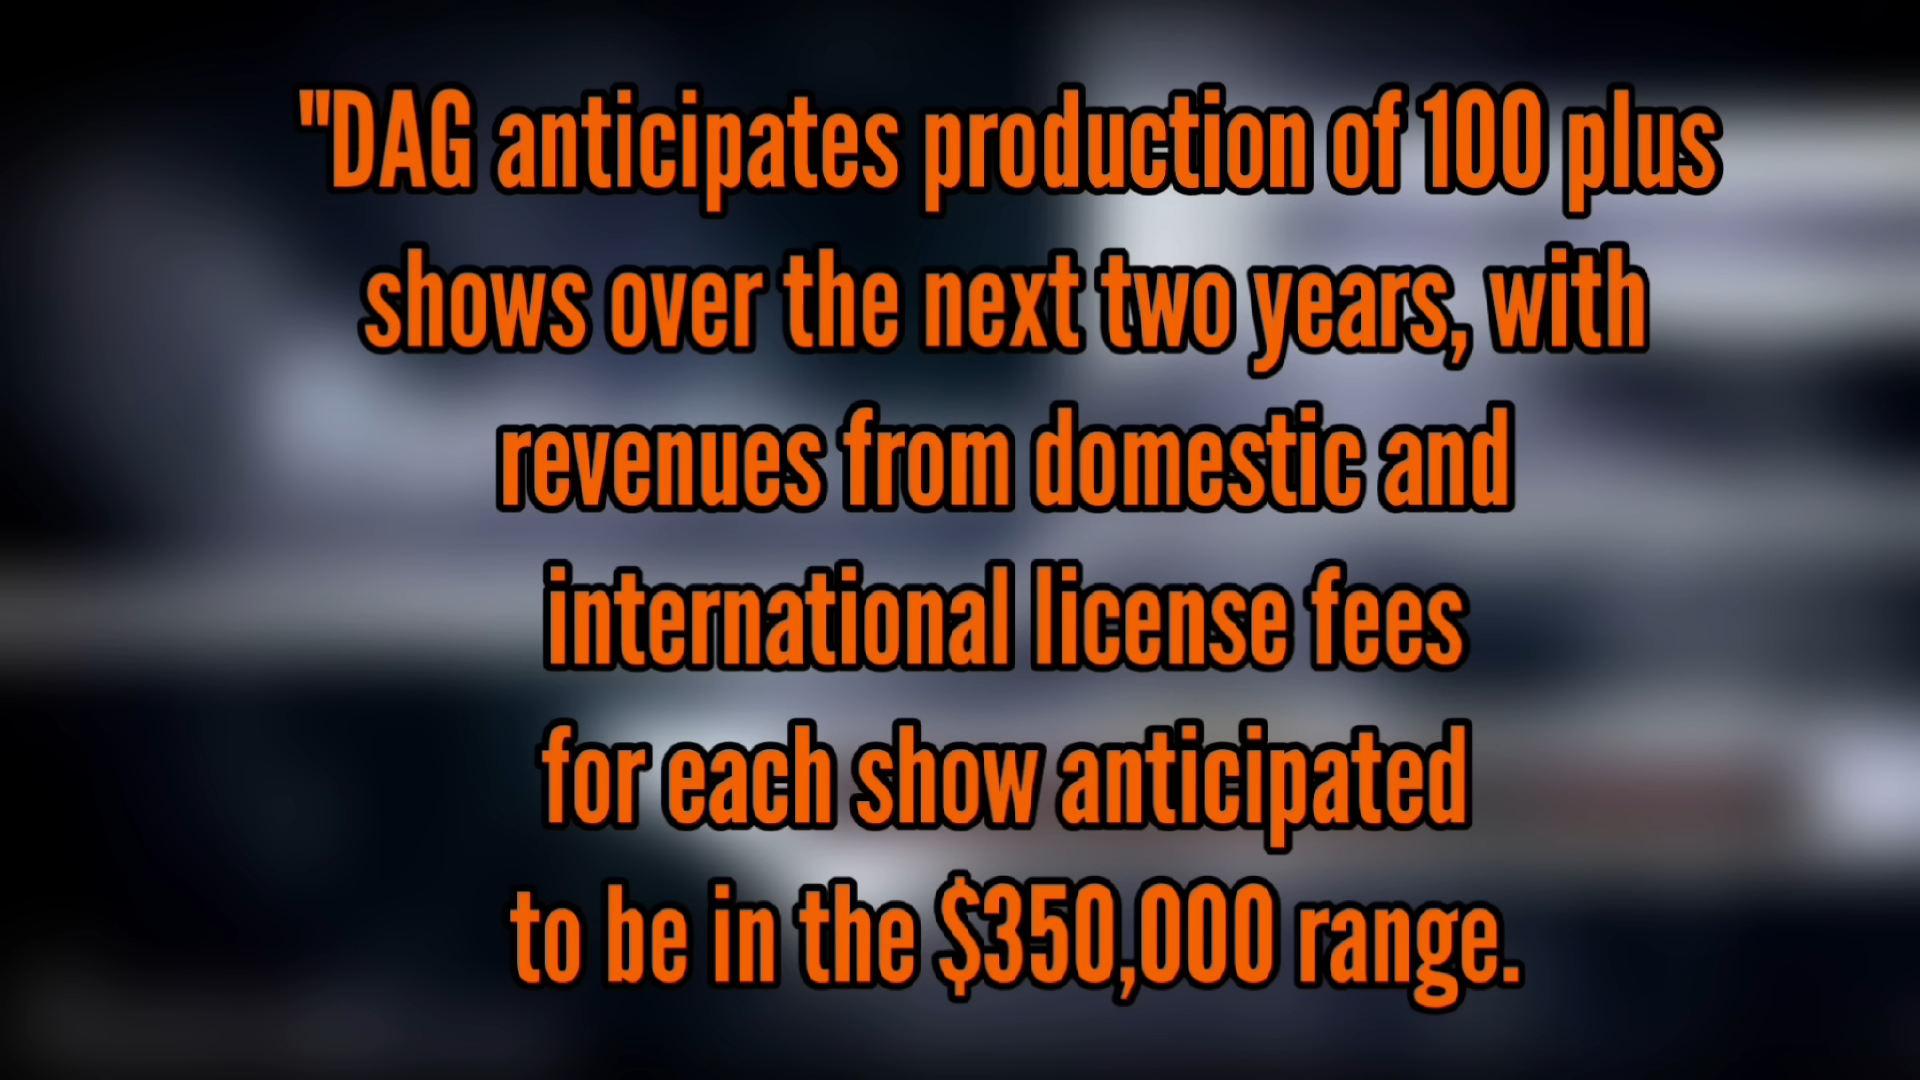 "DAG anticipates production of 100 plus
shows over the next two years, with
revenues from domestic and
international license fees
for each show anticipated
to be in the $350,000 range.